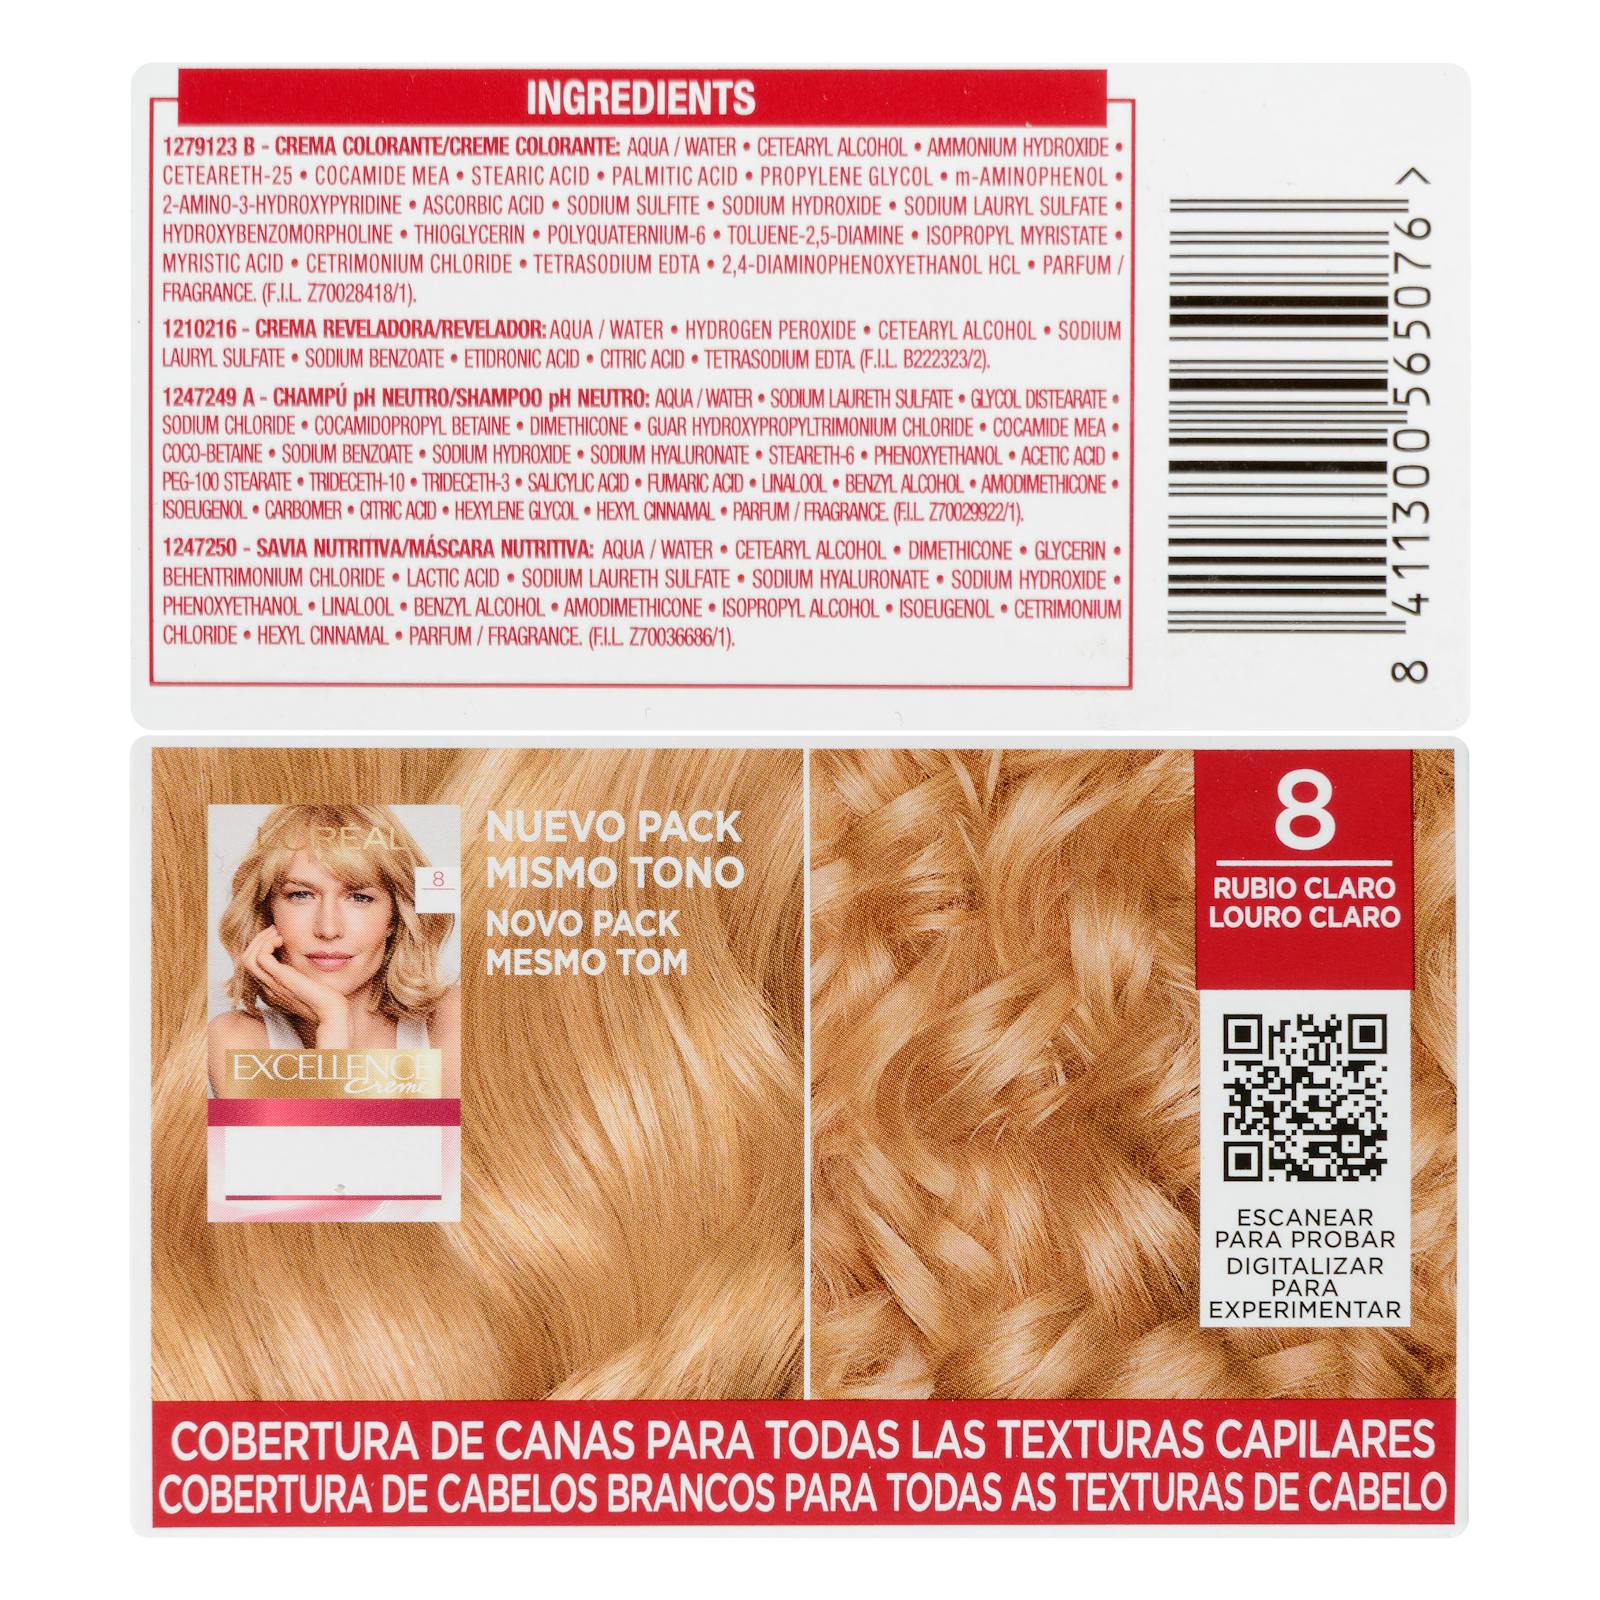 INGREDIENTS
1279123 B - CREMA COLORANTE/CREME COLORANTE: AQUA / WATER • CETEARYL ALCOHOL • AMMONIUM HYDROXIDE •
CETEARETH-25 • COCAMIDE MEA • STEARIC ACID • PALMITIC ACID • PROPYLENE GLYCOL • m-AMINOPHENOL •
2-AMINO-3-HYDROXYPYRIDINE • ASCORBIC ACID • SODIUM SULFITE • SODIUM HYDROXIDE • SODIUM LAURYL SULFATE •
HYDROXYBENZOMORPHOLINE • THIOGLYCERIN • POLYQUATERNIUM-6 • TOLUENE-2,5-DIAMINE • ISOPROPYL MYRISTATE •
MYRISTIC ACID • CETRIMONIUM CHLORIDE • TETRASODIUM EDTA • 2,4-DIAMINOPHENOXYETHANOL HCL • PARFUM /
FRAGRANCE. (F.I.L. Z70028418/1).
1210216 - CREMA REVELADORA/REVELADOR: AQUA / WATER • HYDROGEN PEROXIDE • CETEARYL ALCOHOL • SODIUM
LAURYL SULFATE • SODIUM BENZOATE • ETIDRONIC ACID • CITRIC ACID • TETRASODIUM EDTA. (F.I.L. B222323/2).
1247249 A - CHAMPÚ pH NEUTRO/SHAMPOO pH NEUTRO: AQUA / WATER • SODIUM LAURETH SULFATE • GLYCOL DISTEARATE •
SODIUM CHLORIDE • COCAMIDOPROPYL BETAINE • DIMETHICONE • GUAR HYDROXYPROPYLTRIMONIUM CHLORIDE • COCAMIDE MEA •
COCO-BETAINE • SODIUM BENZOATE • SODIUM HYDROXIDE • SODIUM HYALURONATE • STEARETH-6 • PHENOXYETHANOL • ACETIC ACID •
PEG-100 STEARATE • TRIDECETH-10 • TRIDECETH-3 • SALICYLIC ACID • FUMARIC ACID • LINALOOL • BENZYL ALCOHOL • AMODIMETHICONE •
ISOEUGENOL • CARBOMER • CITRIC ACID • HEXYLENE GLYCOL • HEXYL CINNAMAL • PARFUM / FRAGRANCE. (F.I.L. Z70029922/1).
1247250 - SAVIA NUTRITIVA/MÁSCARA NUTRITIVA: AQUA / WATER • CETEARYL ALCOHOL • DIMETHICONE • GLYCERIN •
BEHENTRIMONIUM CHLORIDE • LACTIC ACID • SODIUM LAURETH SULFATE • SODIUM HYALURONATE • SODIUM HYDROXIDE •
PHENOXYETHANOL • LINALOOL • BENZYL ALCOHOL • AMODIMETHICONE • ISOPROPYL ALCOHOL • ISOEUGENOL • CETRIMONIUM
CHLORIDE • HEXYL CINNAMAL • PARFUM / FRAGRANCE. (F.I.L. Z70036686/1).
8 411300 565076 >
L'ORÉAL
8
EXCELLENCE
Crème
NUEVO PACK
MISMO TONO
NOVO PACK
MESMO TOM
8
RUBIO CLARO
LOURO CLARO
ESCANEAR
PARA PROBAR
DIGITALIZAR
PARA
EXPERIMENTAR
COBERTURA DE CANAS PARA TODAS LAS TEXTURAS CAPILARES
COBERTURA DE CABELOS BRANCOS PARA TODAS AS TEXTURAS DE CABELO